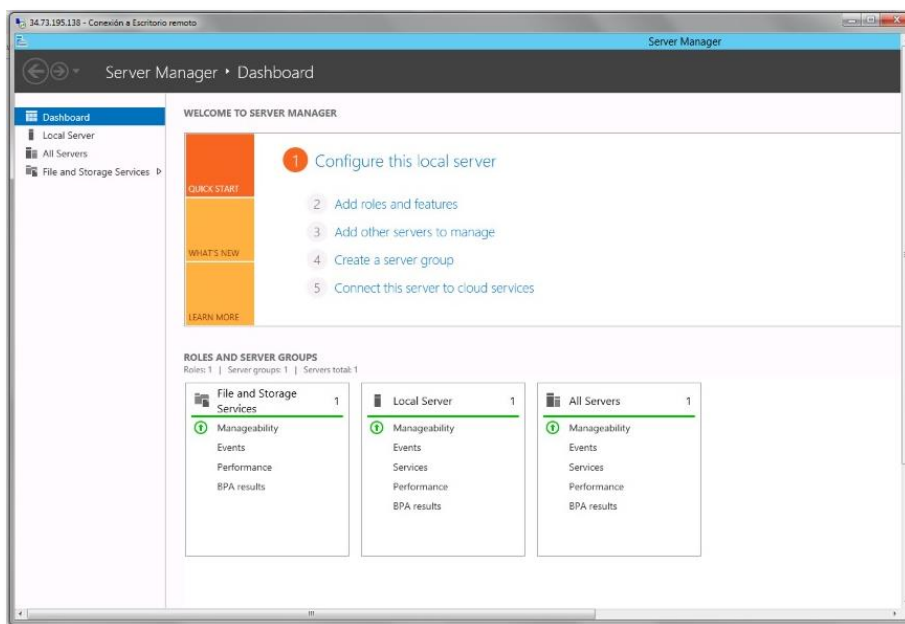 34.73.195.138 - Conexión a Escritorio remoto
Server Manager
Server Manager • Dashboard
Dashboard
Local Server
All Servers
File and Storage Services
WELCOME TO SERVER MANAGER
QUICK START
WHAT'S NEW
LEARN MORE
1 Configure this local server
2 Add roles and features
3 Add other servers to manage
4 Create a server group
5 Connect this server to cloud services
ROLES AND SERVER GROUPS
Roles: 1 | Server groups: 1 | Servers total: 1
File and Storage
Services 1
Manageability
Events
Performance
BPA results
Local Server 1
Manageability
Events
Services
Performance
BPA results
All Servers 1
Manageability
Events
Services
Performance
BPA results